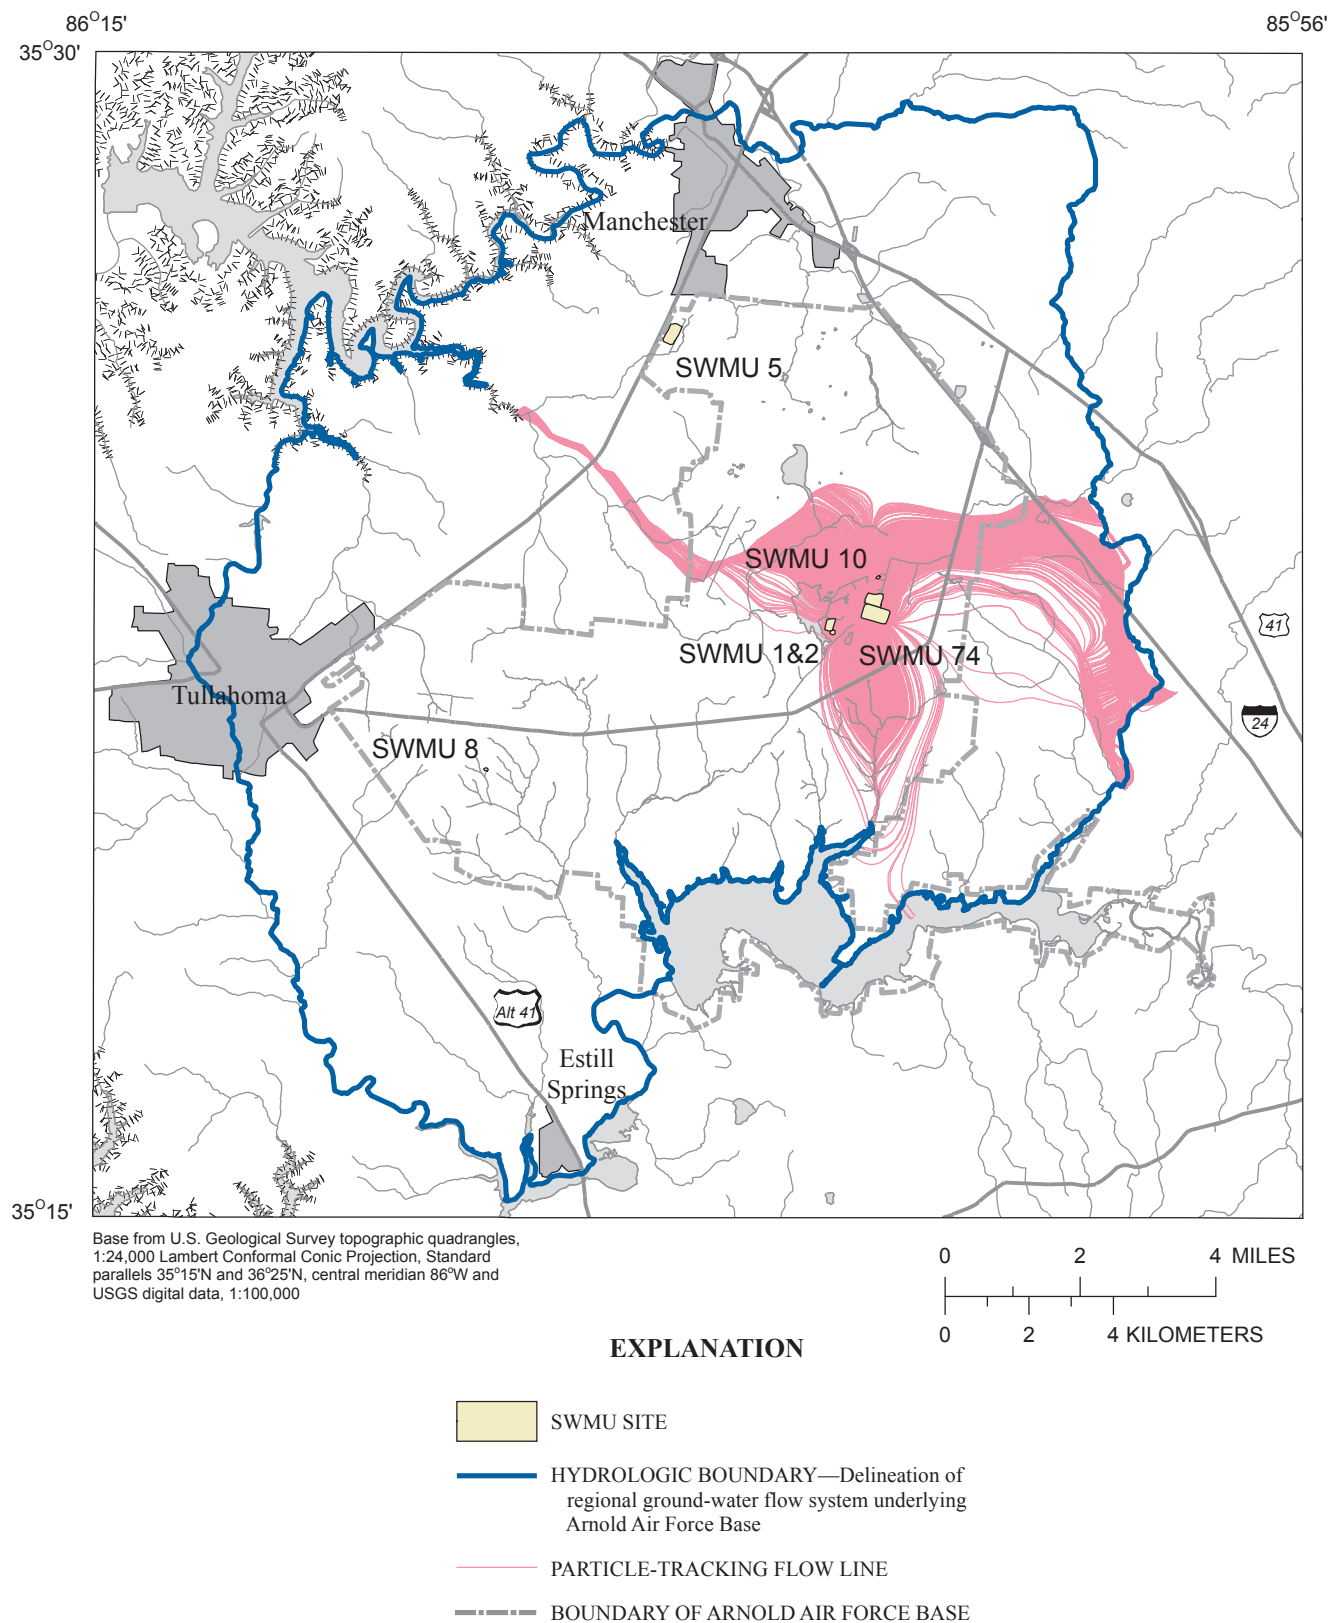 86°15'
85°56'
35°30'
Manchester
SWMU 5
SWMU 10
SWMU 1&2
SWMU 74
41
24
Tullahoma
SWMU 8
Alt 41
Estill
Springs
35°15'
Base from U.S. Geological Survey topographic quadrangles,
1:24,000 Lambert Conformal Conic Projection, Standard
parallels 35°15'N and 36°25'N, central meridian 86°W and
USGS digital data, 1:100,000
0 2 4 MILES
0 2 4 KILOMETERS
EXPLANATION
SWMU SITE
HYDROLOGIC BOUNDARY—Delineation of
regional ground-water flow system underlying
Arnold Air Force Base
PARTICLE-TRACKING FLOW LINE
BOUNDARY OF ARNOLD AIR FORCE BASE